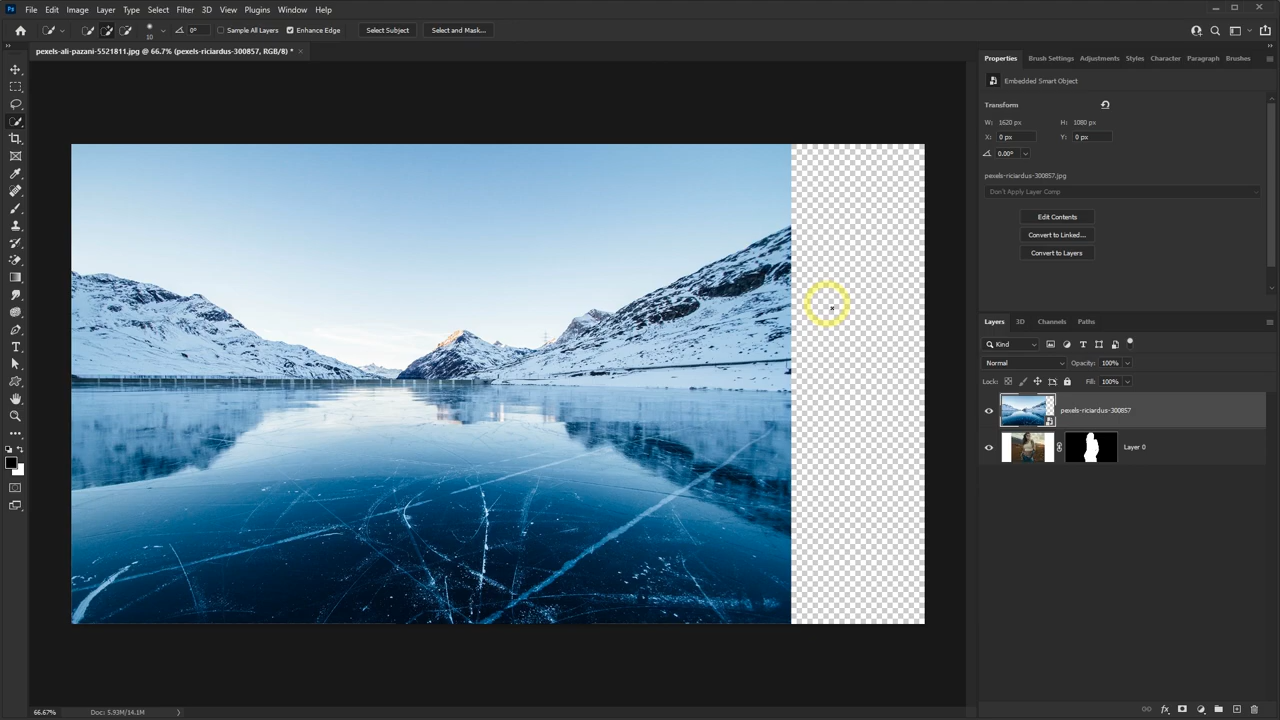 Ps File Edit Image Layer Type Select Filter 3D View Plugins Window Help
10 0° Sample All Layers Enhance Edge Select Subject Select and Mask...
pexels-ali-pazani-5521811.jpg @ 66.7% (pexels-riciardus-300857, RGB/8) * ×
Properties Brush Settings Adjustments Styles Character Paragraph Brushes
Embedded Smart Object
Transform
W: 1620 px H: 1080 px
X: 0 px Y: 0 px
0.00°
pexels-riciardus-300857.jpg
Don't Apply Layer Comp
Edit Contents
Convert to Linked...
Convert to Layers
Layers 3D Channels Paths
Kind
Normal Opacity: 100%
Lock: Fill: 100%
pexels-riciardus-300857
Layer 0
66.67% Doc: 5.93M/14.1M